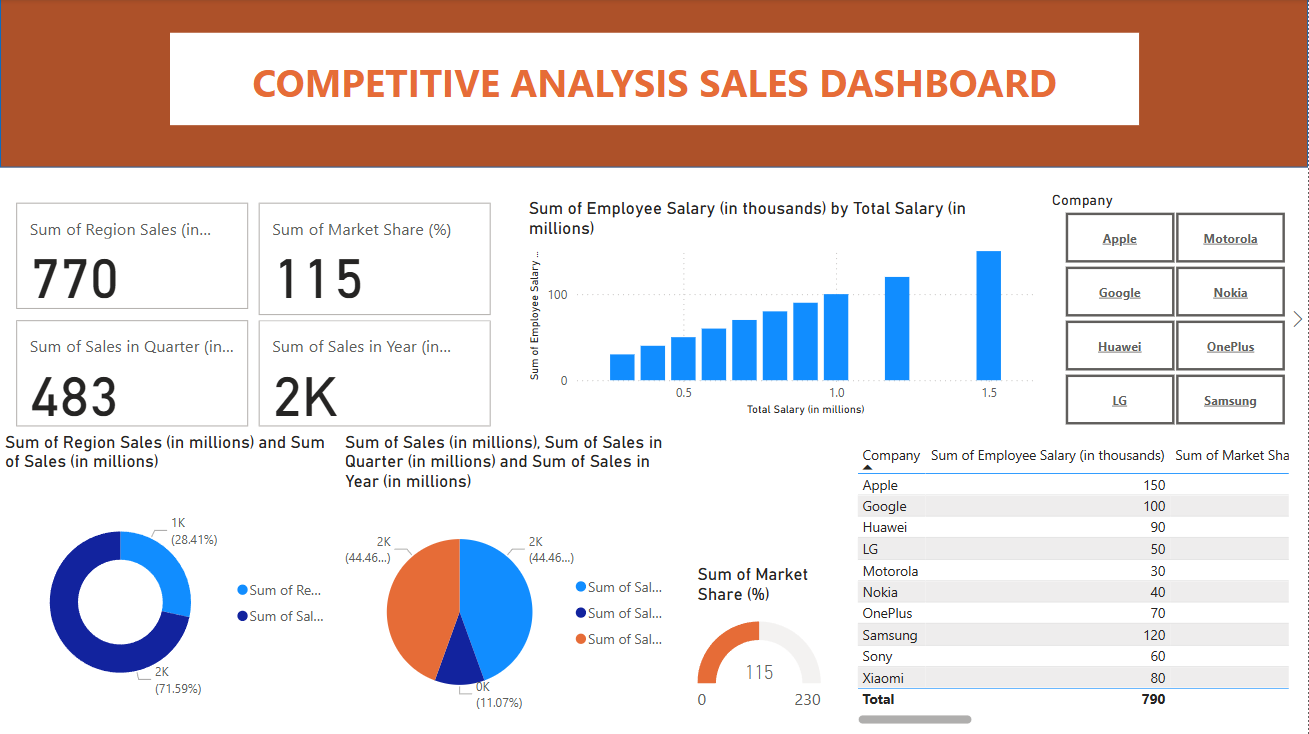 COMPETITIVE ANALYSIS SALES DASHBOARD
Sum of Region Sales (in...
770
Sum of Market Share (%)
115
Sum of Sales in Quarter (in...
483
Sum of Sales in Year (in...
2K
Sum of Employee Salary (in thousands) by Total Salary (in
millions)
Sum of Employee Salary ...
100
0
0.5
1.0
1.5
Total Salary (in millions)
Company
Apple
Motorola
Google
Nokia
Huawei
OnePlus
LG
Samsung
Sum of Region Sales (in millions) and Sum
of Sales (in millions)
1K
(28.41%)
2K
(71.59%)
Sum of Re...
Sum of Sal...
Sum of Sales (in millions), Sum of Sales in
Quarter (in millions) and Sum of Sales in
Year (in millions)
2K
(44.46...)
2K
(44.46...)
0K
(11.07%)
Sum of Sal...
Sum of Sal...
Sum of Sal...
Sum of Market
Share (%)
115
0
230
Company Sum of Employee Salary (in thousands) Sum of Market Sha
Apple 150
Google 100
Huawei 90
LG 50
Motorola 30
Nokia 40
OnePlus 70
Samsung 120
Sony 60
Xiaomi 80
Total 790